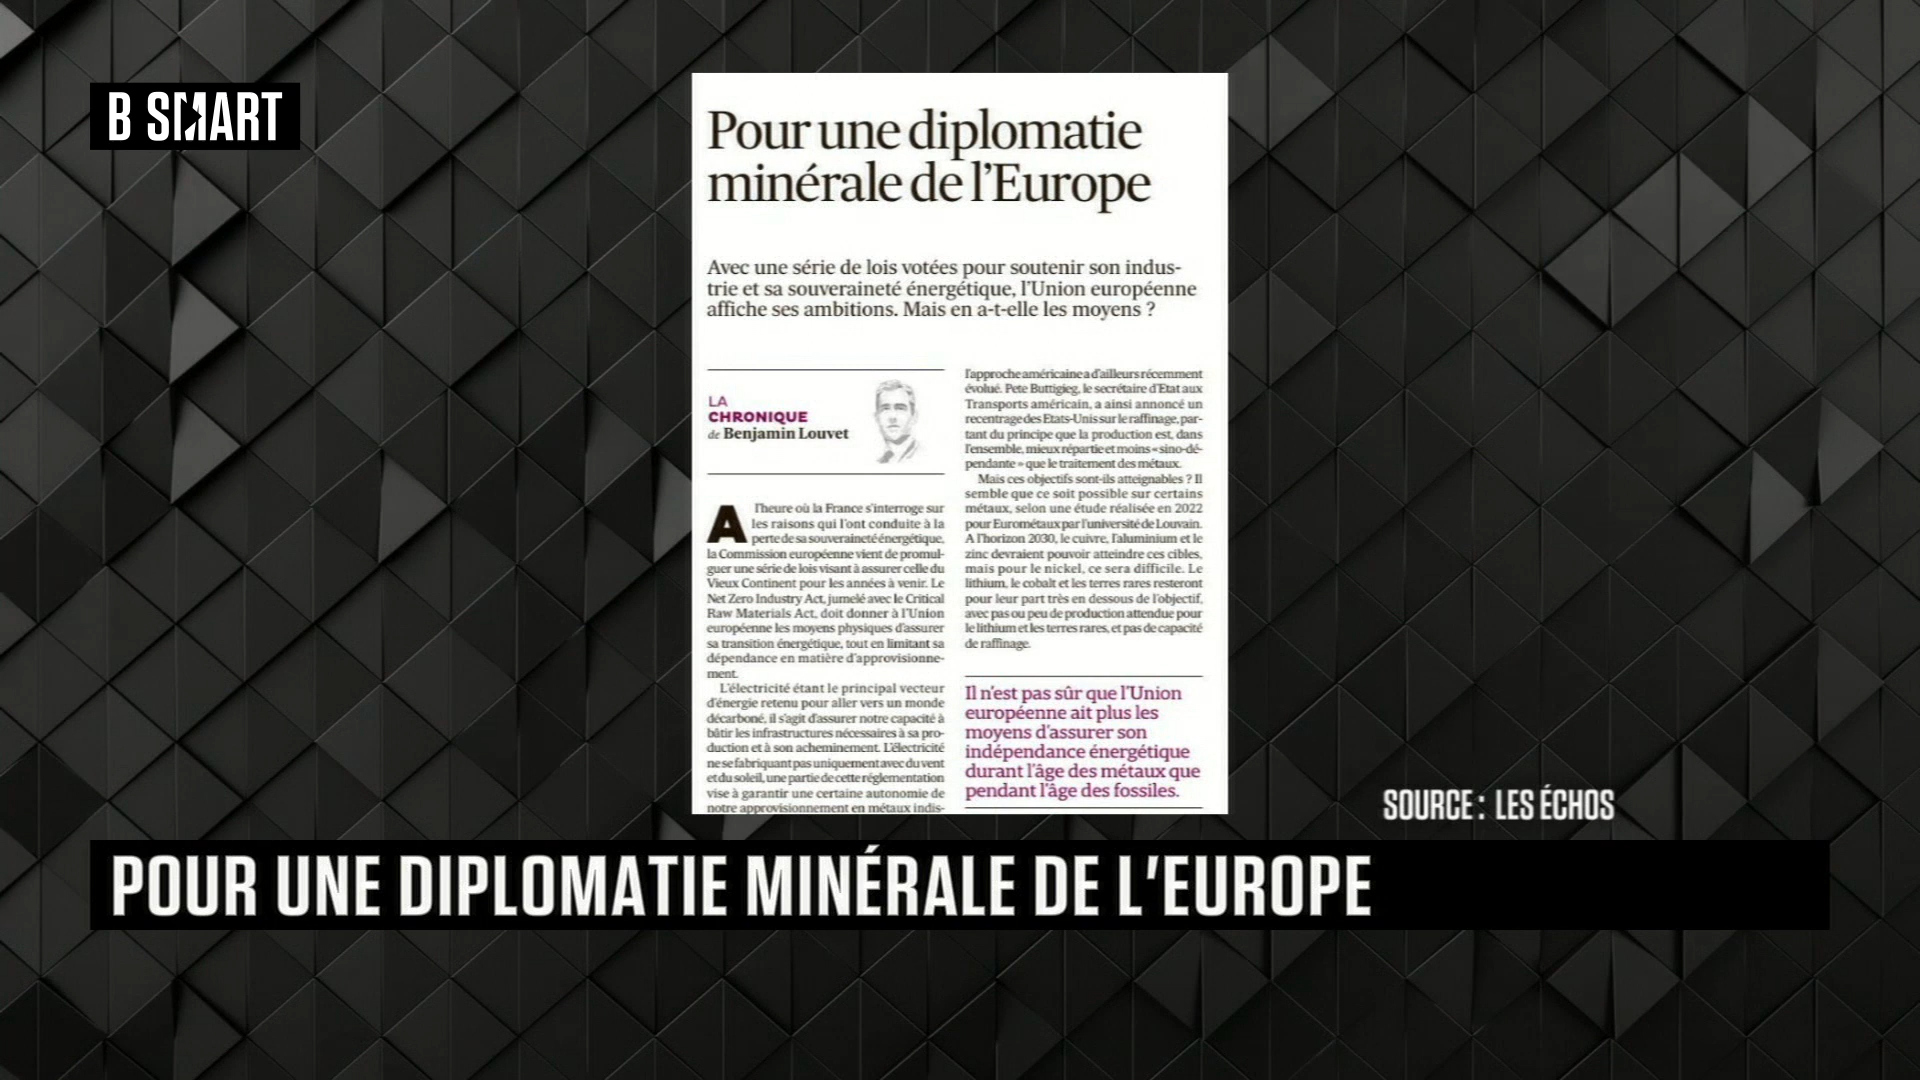 B SMART
Pour une diplomatie
minérale de l’Europe
Avec une série de lois votées pour soutenir son indus-
trie et sa souveraineté énergétique, l’Union européenne
affiche ses ambitions. Mais en a-t-elle les moyens ?
LA
CHRONIQUE
de Benjamin Louvet
A l’heure où la France s’interroge sur
les raisons qui l’ont conduite à la
perte de sa souveraineté énergétique,
la Commission européenne vient de promul-
guer une série de lois visant à assurer celle du
Vieux Continent pour les années à venir. Le
Net Zero Industry Act, jumelé avec le Critical
Raw Materials Act, doit donner à l’Union
européenne les moyens physiques d’assurer
sa transition énergétique, tout en limitant sa
dépendance en matière d’approvisionne-
ment.
L’électricité étant le principal vecteur
d’énergie retenu pour aller vers un monde
décarboné, il s’agit d’assurer notre capacité à
bâtir les infrastructures nécessaires à sa pro-
duction et à son acheminement. L’électricité
ne se fabriquant pas uniquement avec du vent
et du soleil, une partie de cette réglementation
vise à garantir une certaine autonomie de
notre approvisionnement en métaux indis-
l’approche américaine a d’ailleurs récemment
évolué. Pete Buttigieg, le secrétaire d’Etat aux
Transports américain, a ainsi annoncé un
recentrage des Etats-Unis sur le raffinage, par-
tant du principe que la production est, dans
l’ensemble, mieux répartie et moins « sino-dé-
pendante » que le traitement des métaux.
Mais ces objectifs sont-ils atteignables ? Il
semble que ce soit possible sur certains
métaux, selon une étude réalisée en 2022
pour Eurométaux par l’université de Louvain.
A l’horizon 2030, le cuivre, l’aluminium et le
zinc devraient pouvoir atteindre ces cibles,
mais pour le nickel, ce sera difficile. Le
lithium, le cobalt et les terres rares resteront
pour leur part très en dessous de l’objectif,
avec pas ou peu de production attendue pour
le lithium et les terres rares, et pas de capacité
de raffinage.
Il n’est pas sûr que l’Union
européenne ait plus les
moyens d’assurer son
indépendance énergétique
durant l’âge des métaux que
pendant l’âge des fossiles.
SOURCE : LES ÉCHOS
POUR UNE DIPLOMATIE MINÉRALE DE L’EUROPE